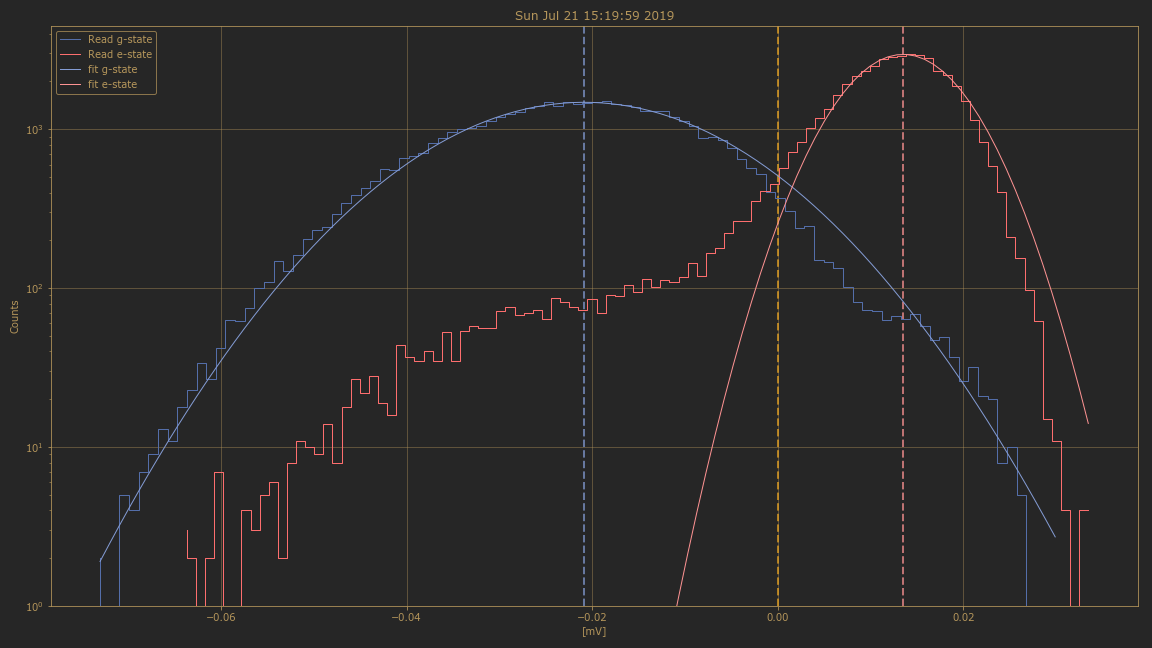 Sun Jul 21 15:19:59 2019
Read g-state
Read e-state
fit g-state
fit e-state
Counts
10³
10²
10¹
10⁰
−0.06
−0.04
−0.02
0.00
0.02
[mV]